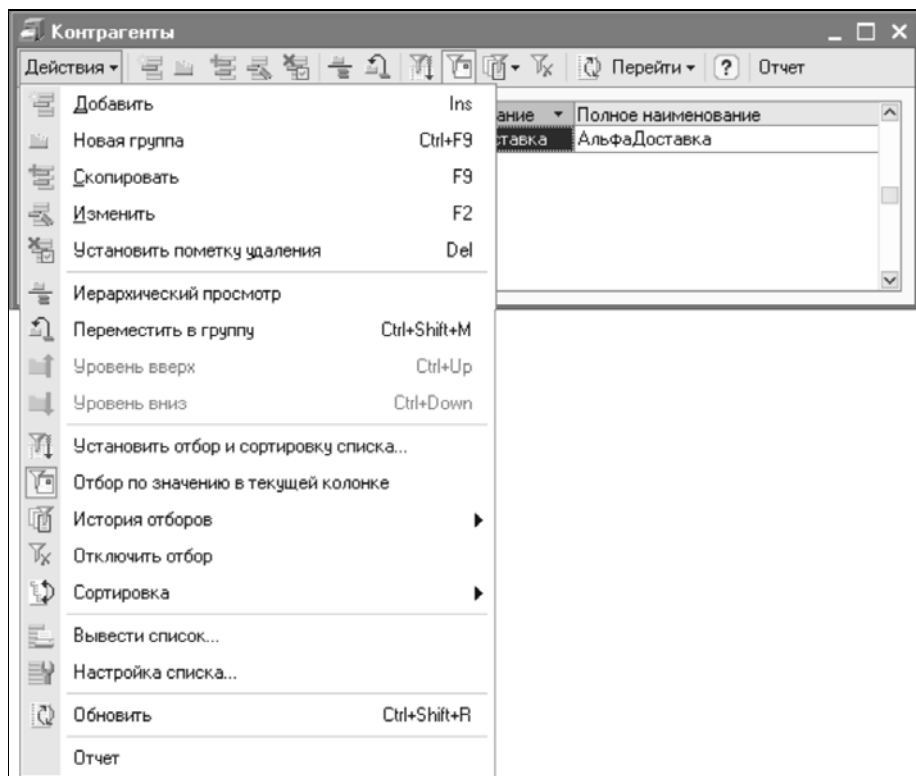 Контрагенты
Действия Перейти ? Отчет
ание Полное наименование
ставка АльфаДоставка
Добавить Ins
Новая группа Ctrl+F9
Скопировать F9
Изменить F2
Установить пометку удаления Del
Иерархический просмотр
Переместить в группу Ctrl+Shift+M
Уровень вверх Ctrl+Up
Уровень вниз Ctrl+Down
Установить отбор и сортировку списка...
Отбор по значению в текущей колонке
История отборов
Отключить отбор
Сортировка
Вывести список...
Настройка списка...
Обновить Ctrl+Shift+R
Отчет